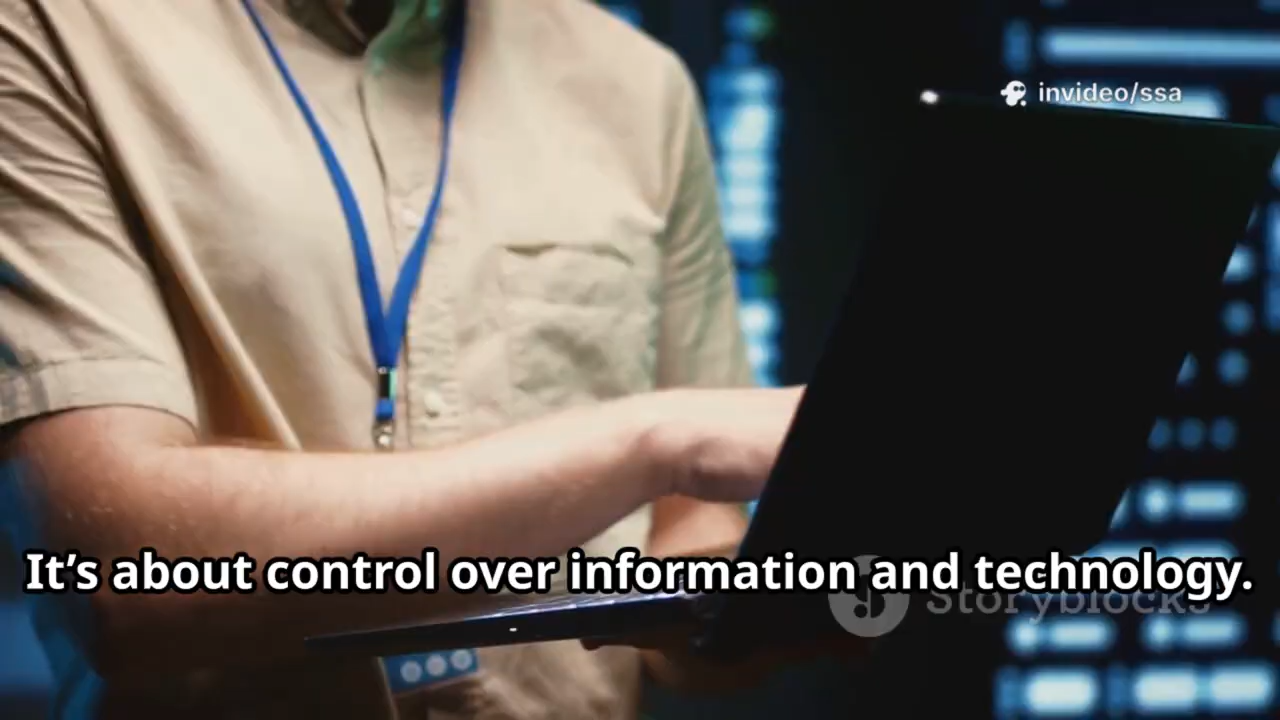 invideo/ssa
It’s about control over information and technology.
Storyblocks